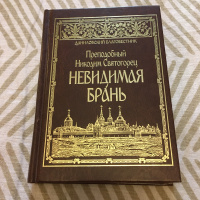 ДАНИЛОВСКИЙ БЛАГОВЕСТНИК
Преподобный
Никодим Святогорец
НЕВИДИМАЯ
БРАНЬ